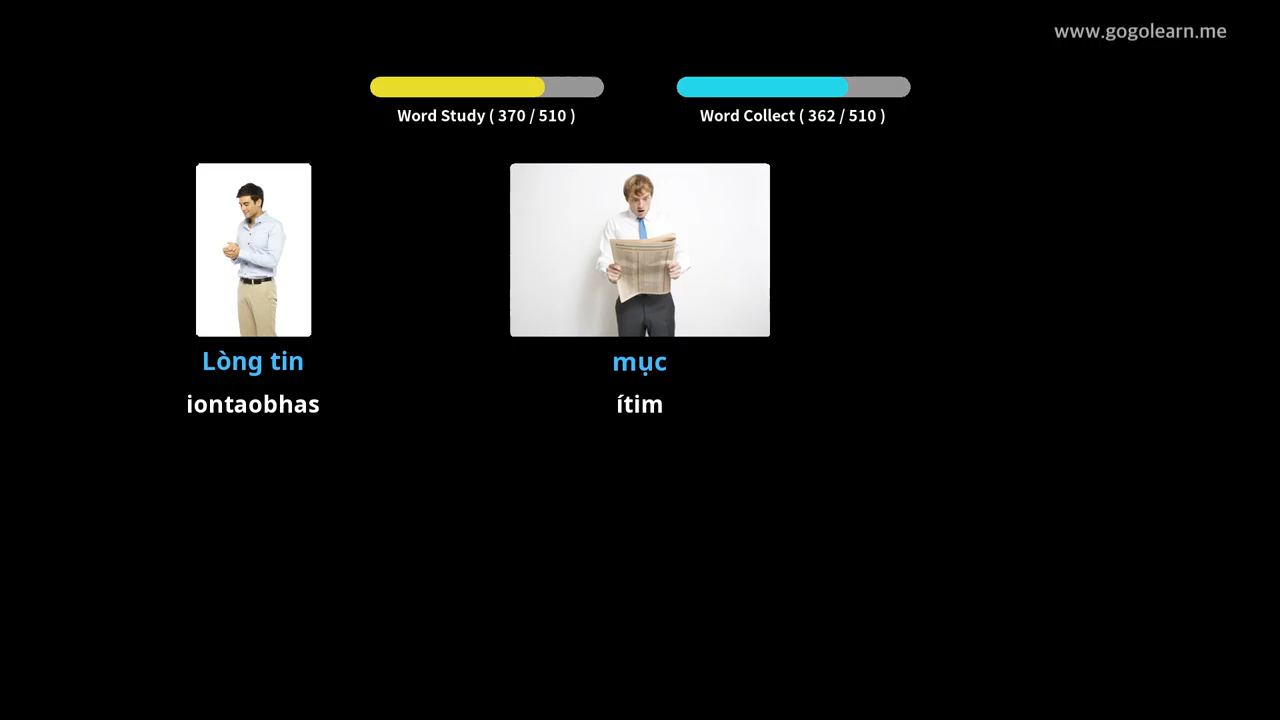 www.gogolearn.me
Word Study ( 370 / 510 )
Word Collect ( 362 / 510 )
Lòng tin
iontaobhas
mục
ítim